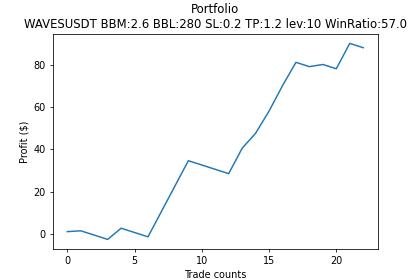 Portfolio
WAVESUSDT BBM:2.6 BBL:280 SL:0.2 TP:1.2 lev:10 WinRatio:57.0
80
60
40
20
0
Profit ($)
0 5 10 15 20
Trade counts